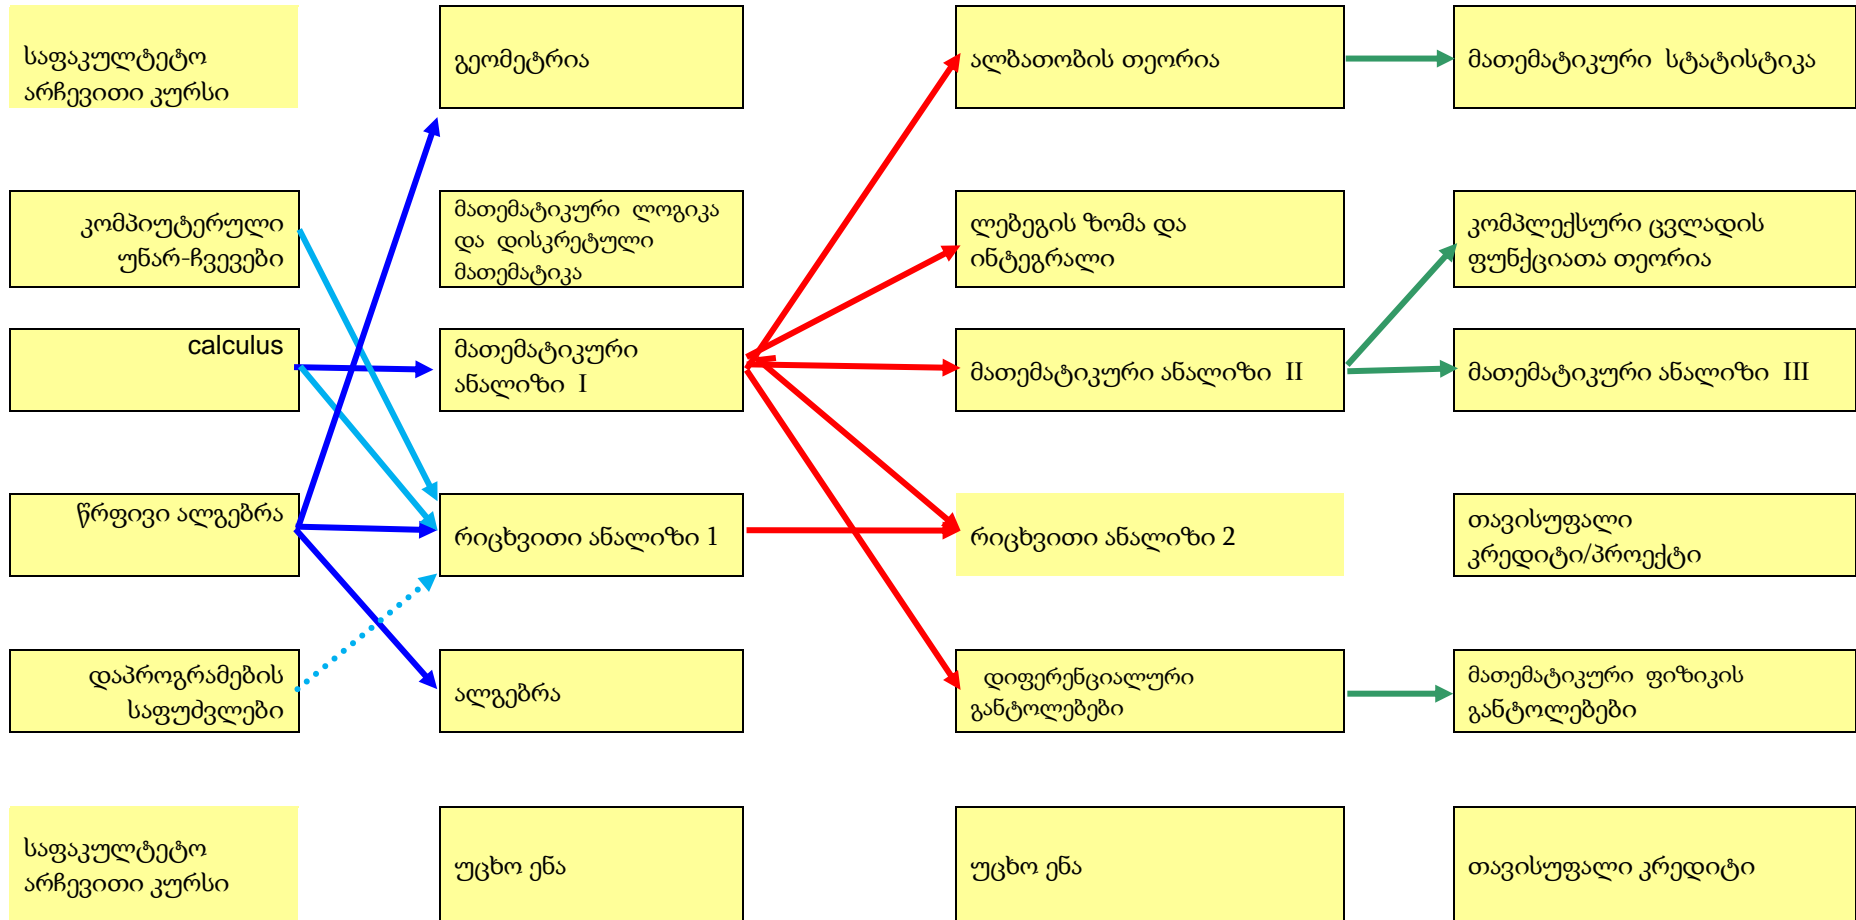 საფაკულტეტო
არჩევითი კურსი
გეომეტრია
ალბათობის თეორია
მათემატიკური სტატისტიკა
კომპიუტერული
უნარ-ჩვევები
მათემატიკური ლოგიკა
და დისკრეტული
მათემატიკა
ლებეგის ზომა და
ინტეგრალი
კომპლექსური ცვლადის
ფუნქციათა თეორია
calculus
მათემატიკური
ანალიზი I
მათემატიკური ანალიზი II
მათემატიკური ანალიზი III
წრფივი ალგებრა
რიცხვითი ანალიზი 1
რიცხვითი ანალიზი 2
თავისუფალი
კრედიტი/პროექტი
დაპროგრამების
საფუძვლები
ალგებრა
დიფერენციალური
განტოლებები
მათემატიკური ფიზიკის
განტოლებები
საფაკულტეტო
არჩევითი კურსი
უცხო ენა
უცხო ენა
თავისუფალი კრედიტი